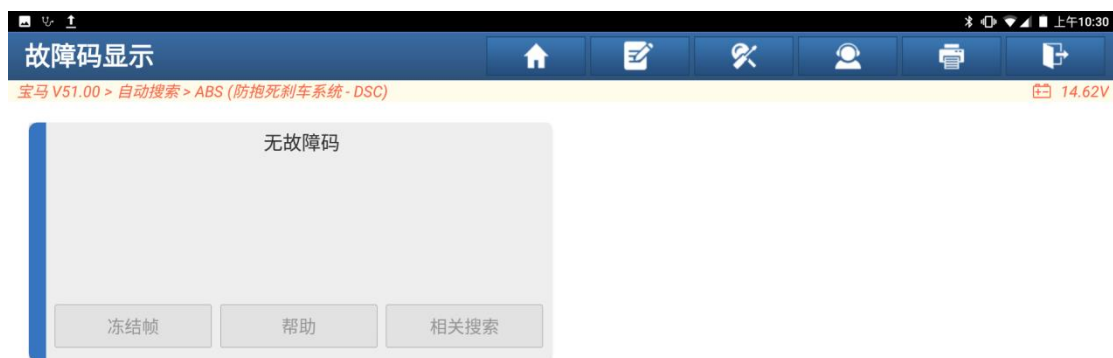 上午10:30
故障码显示
宝马 V51.00 > 自动搜索 > ABS (防抱死刹车系统 - DSC)
14.62V
无故障码
冻结帧
帮助
相关搜索